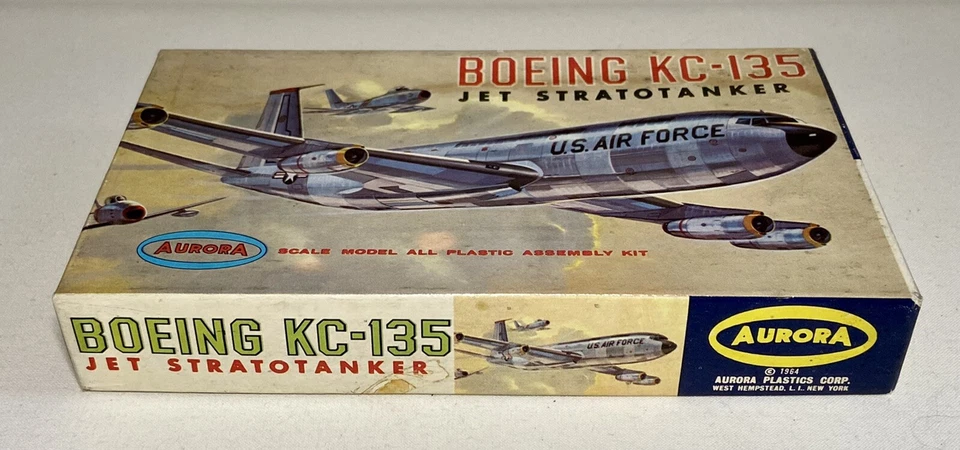 BOEING KC-135
JET STRATOTANKER
U.S. AIR FORCE
AURORA
SCALE MODEL ALL PLASTIC ASSEMBLY KIT
BOEING KC-135
JET STRATOTANKER
U.S. AIR FORCE
AURORA
© 1964
AURORA PLASTICS CORP.
WEST HEMPSTEAD, L. I., NEW YORK